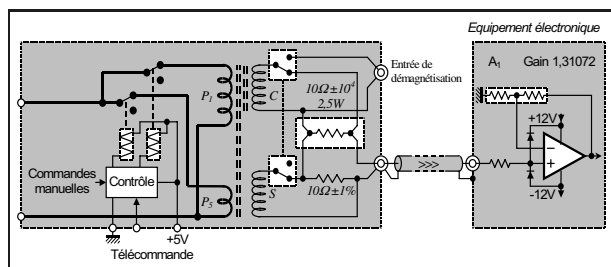 Equipement électronique
A1 Gain 1,31072
Entrée de
démagnétisation
10Ω±10⁴
2,5W
P1
C
+12V
-12V
>>>
Commandes
manuelles
Contrôle
P5
S
10Ω±1%
+5V
Télécommande